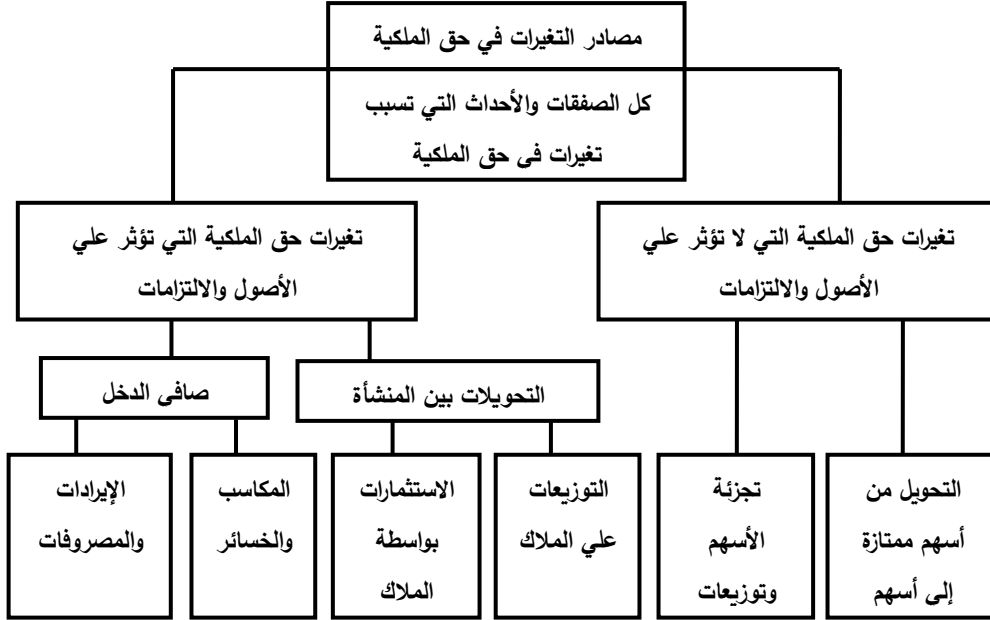 مصادر التغيرات في حق الملكية
كل الصفقات والأحداث التي تسبب
تغيرات في حق الملكية
تغيرات حق الملكية التي لا تؤثر علي
الأصول والالتزامات
تغيرات حق الملكية التي تؤثر علي
الأصول والالتزامات
التحويلات بين المنشأة
صافي الدخل
التحويل من
أسهم ممتازة
إلى أسهم
تجزئة
الأسهم
وتوزيعات
التوزيعات
علي الملاك
الاستثمارات
بواسطة
الملاك
المكاسب
والخسائر
الإيرادات
والمصروفات